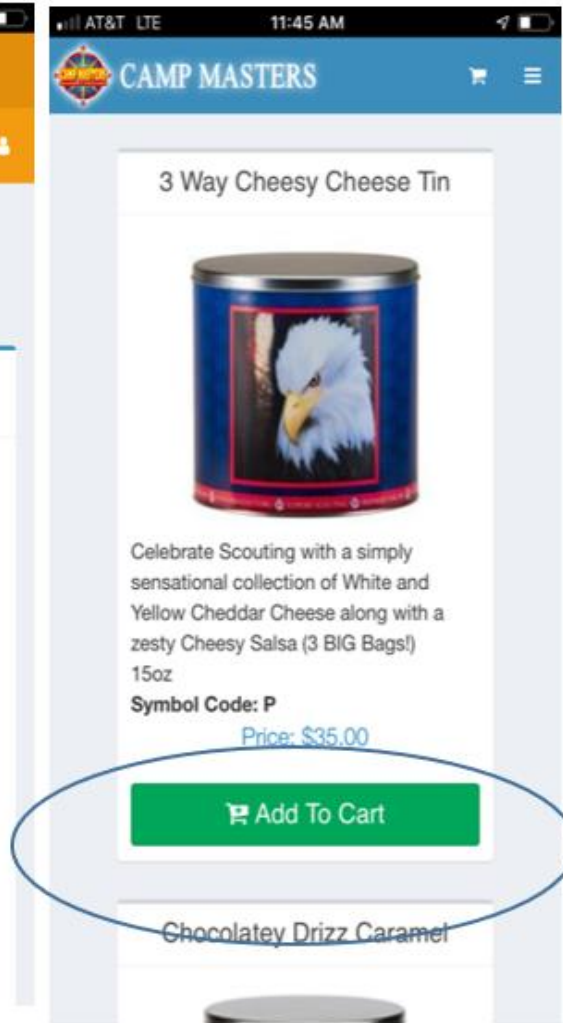 AT&T LTE 11:45 AM
CAMP MASTERS
3 Way Cheesy Cheese Tin
Celebrate Scouting with a simply
sensational collection of White and
Yellow Cheddar Cheese along with a
zesty Cheesy Salsa (3 BIG Bags!)
15oz
Symbol Code: P
Price: $35.00
Add To Cart
Chocolatey Drizz Caramel